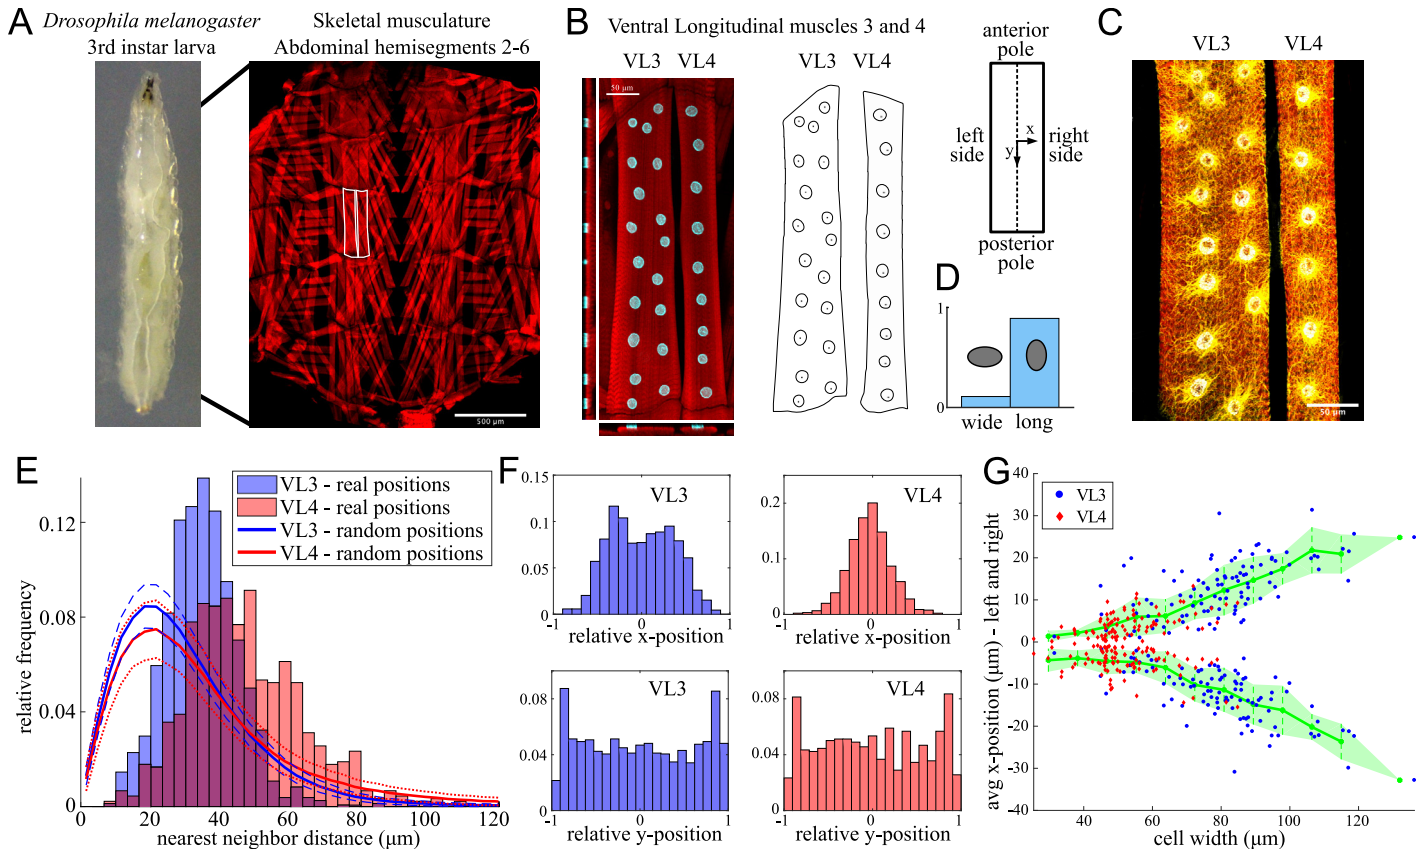 A
Drosophila melanogaster
3rd instar larva
Skeletal musculature
Abdominal hemisegments 2-6
500 μm
B
Ventral Longitudinal muscles 3 and 4
VL3
VL4
50 μm
VL3
VL4
anterior
pole
left
side
x
y
right
side
posterior
pole
C
VL3
VL4
50 μm
D
1
0
wide
long
E
VL3 - real positions
VL4 - real positions
VL3 - random positions
VL4 - random positions
relative frequency
0.12
0.08
0.04
0
0
20
40
60
80
100
120
nearest neighbor distance (μm)
F
VL3
0.15
0.1
0.05
0
-1
0
1
relative x-position
VL4
0.2
0.1
0
-1
0
1
relative x-position
VL3
0.08
0.04
0
-1
0
1
relative y-position
VL4
0.08
0.04
0
-1
0
1
relative y-position
G
VL3
VL4
avg x-position (μm) - left and right
40
30
20
10
0
-10
-20
-30
-40
40
60
80
100
120
cell width (μm)